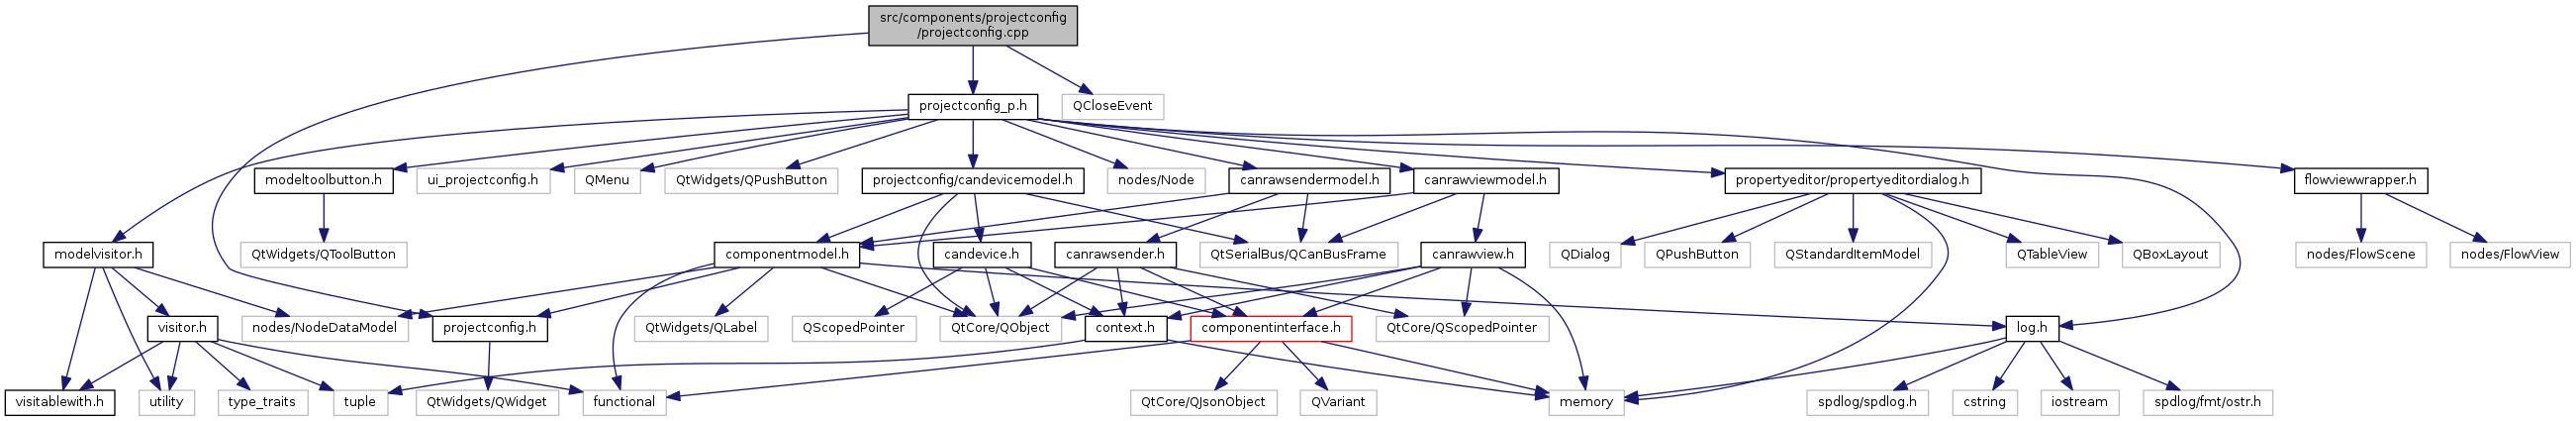 src/components/projectconfig
/projectconfig.cpp
projectconfig_p.h
QCloseEvent
modeltoolbutton.h
ui_projectconfig.h
QMenu
QtWidgets/QPushButton
projectconfig/candevicemodel.h
nodes/Node
canrawsendermodel.h
canrawviewmodel.h
propertyeditor/propertyeditordialog.h
flowviewwrapper.h
modelvisitor.h
QtWidgets/QToolButton
componentmodel.h
candevice.h
canrawsender.h
QtSerialBus/QCanBusFrame
canrawview.h
QDialog
QPushButton
QStandardItemModel
QTableView
QBoxLayout
nodes/FlowScene
nodes/FlowView
visitor.h
nodes/NodeDataModel
projectconfig.h
QtWidgets/QLabel
QScopedPointer
QtCore/QObject
context.h
componentinterface.h
QtCore/QScopedPointer
log.h
visitablewith.h
utility
type_traits
tuple
QtWidgets/QWidget
functional
QtCore/QJsonObject
QVariant
memory
spdlog/spdlog.h
cstring
iostream
spdlog/fmt/ostr.h